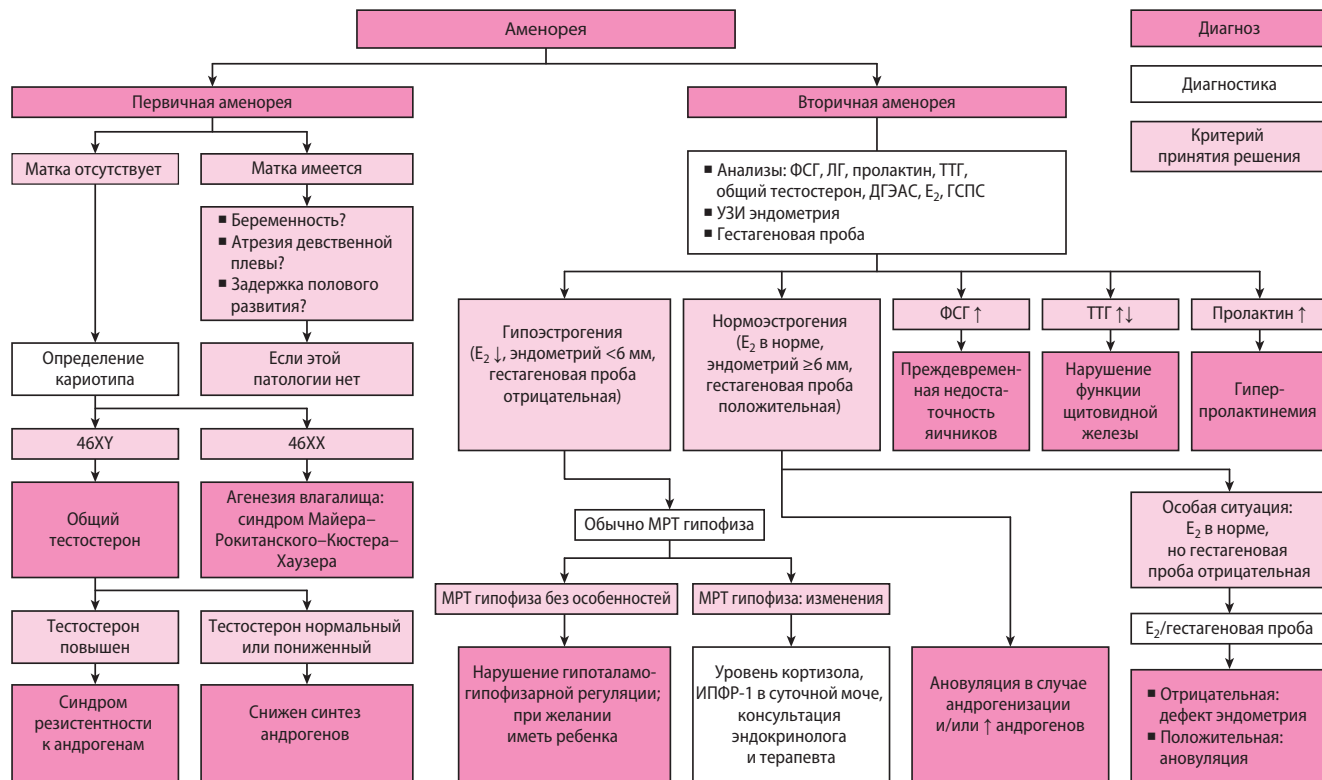 Аменорея
Диагноз
Диагностика
Критерий
принятия решения
Первичная аменорея
Вторичная аменорея
Матка отсутствует
Матка имеется
▪ Беременность?
▪ Атрезия девственной
плевы?
▪ Задержка полового
развития?
Определение
кариотипа
Если этой
патологии нет
46XY
46XX
Общий
тестостерон
Агенезия влагалища:
синдром Майера–
Рокитанского–Кюстера–
Хаузера
Тестостерон
повышен
Тестостерон нормальный
или пониженный
Синдром
резистентности
к андрогенам
Снижен синтез
андрогенов
▪ Анализы: ФСГ, ЛГ, пролактин, ТТГ,
общий тестостерон, ДГЭАС, E₂, ГСПС
▪ УЗИ эндометрия
▪ Гестагеновая проба
Гипоэстрогения
(E₂ ↓, эндометрий <6 мм,
гестагеновая проба
отрицательная)
Нормоэстрогения
(E₂ в норме,
эндометрий ≥6 мм,
гестагеновая проба
положительная)
ФСГ ↑
Преждевремен-
ная недоста-
точность
яичников
ТТГ ↑↓
Нарушение
функции
щитовидной
железы
Пролактин ↑
Гипер-
пролактинемия
Обычно МРТ гипофиза
МРТ гипофиза без особенностей
МРТ гипофиза: изменения
Нарушение гипоталамо-
гипофизарной регуляции;
при желании
иметь ребенка
Уровень кортизола,
ИПФР-1 в суточной моче,
консультация
эндокринолога
и терапевта
Ановуляция в случае
андрогенизации
и/или ↑ андрогенов
Особая ситуация:
E₂ в норме,
но гестагеновая
проба отрицательная
E₂/гестагеновая проба
▪ Отрицательная:
дефект эндометрия
▪ Положительная:
ановуляция